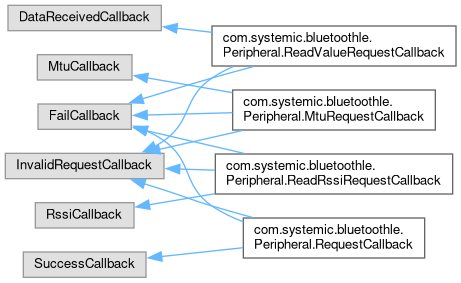 DataReceivedCallback
com.systemic.bluetoothle.
Peripheral.ReadValueRequestCallback
MtuCallback
com.systemic.bluetoothle.
Peripheral.MtuRequestCallback
FailCallback
InvalidRequestCallback
com.systemic.bluetoothle.
Peripheral.ReadRssiRequestCallback
RssiCallback
com.systemic.bluetoothle.
Peripheral.RequestCallback
SuccessCallback